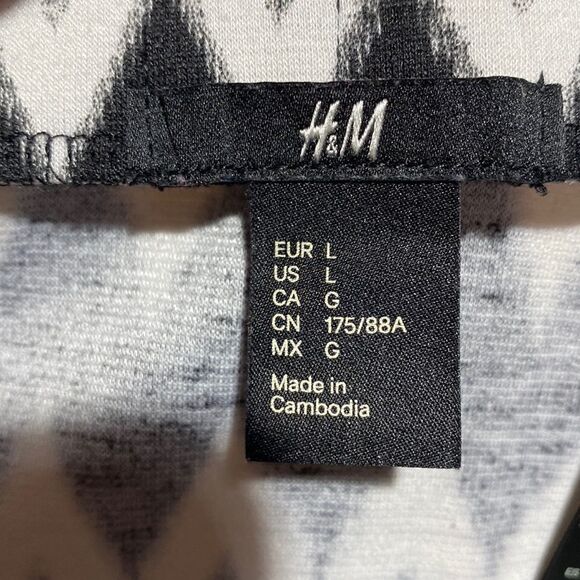 H&M
EUR L
US L
CA G
CN 175/88A
MX G
Made in
Cambodia